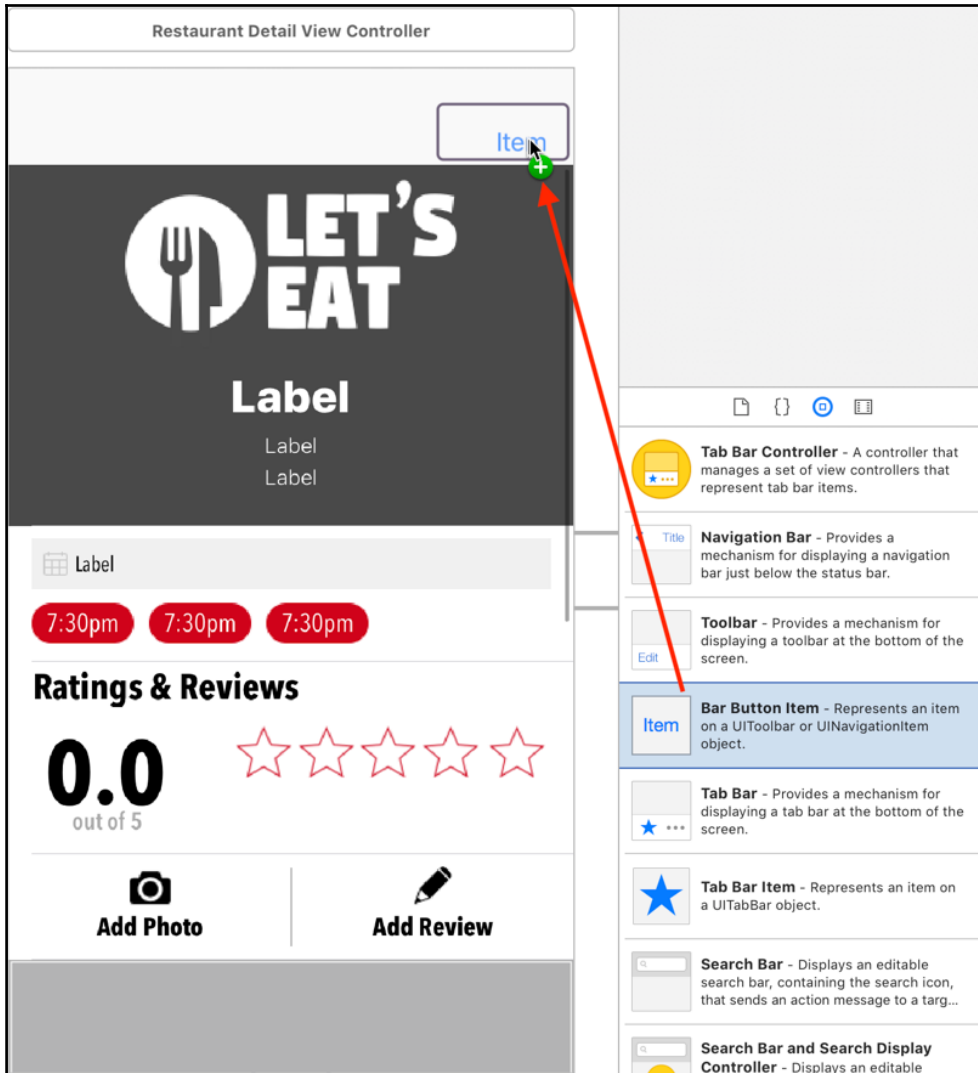 Restaurant Detail View Controller
Item
LET'S
EAT
Label
Label
Label
Label
7:30pm 7:30pm 7:30pm
Ratings & Reviews
0.0
out of 5
Add Photo Add Review
{}
Tab Bar Controller - A controller that
manages a set of view controllers that
represent tab bar items.
Title
Navigation Bar - Provides a
mechanism for displaying a navigation
bar just below the status bar.
Edit
Toolbar - Provides a mechanism for
displaying a toolbar at the bottom of the
screen.
Item
Bar Button Item - Represents an item
on a UIToolbar or UINavigationItem
object.
Tab Bar - Provides a mechanism for
displaying a tab bar at the bottom of the
screen.
Tab Bar Item - Represents an item on
a UITabBar object.
Search Bar - Displays an editable
search bar, containing the search icon,
that sends an action message to a targ...
Search Bar and Search Display
Controller - Displays an editable